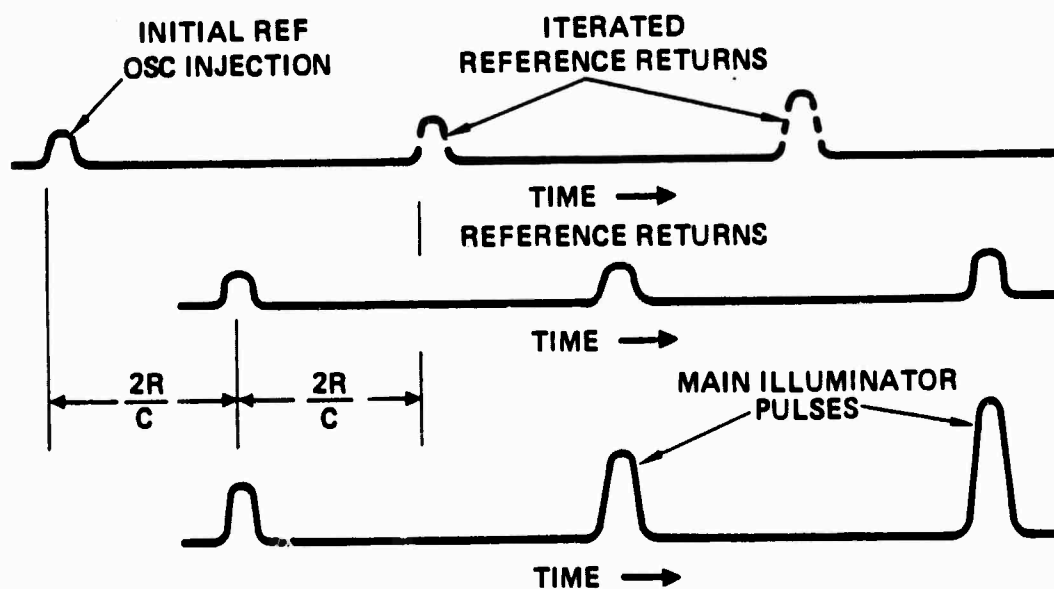 INITIAL REF
OSC INJECTION
ITERATED
REFERENCE RETURNS
TIME
REFERENCE RETURNS
TIME
2R
C
2R
C
MAIN ILLUMINATOR
PULSES
TIME